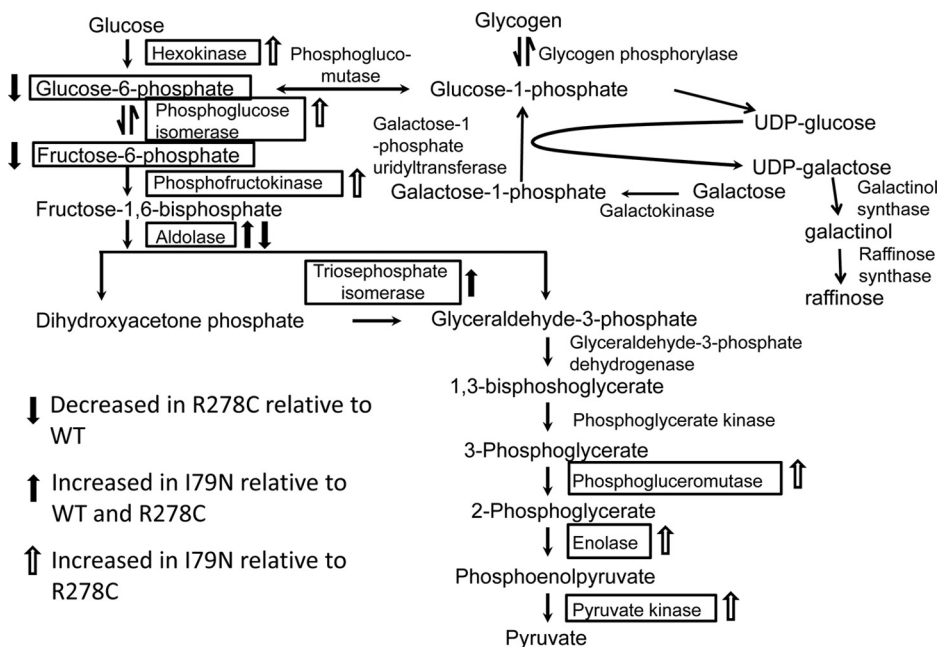 Glucose
Hexokinase
Glucose-6-phosphate
Phosphoglucose
isomerase
Fructose-6-phosphate
Phosphofructokinase
Fructose-1,6-bisphosphate
Aldolase
Phosphogluco-
mutase
Glycogen
Glycogen phosphorylase
Glucose-1-phosphate
UDP-glucose
Galactose-1
-phosphate
uridyltransferase
UDP-galactose
Galactose-1-phosphate
Galactose
Galactokinase
Galactinol
synthase
galactinol
Raffinose
synthase
raffinose
Triosephosphate
isomerase
Dihydroxyacetone phosphate
Glyceraldehyde-3-phosphate
Glyceraldehyde-3-phosphate
dehydrogenase
1,3-bisphoshoglycerate
Phosphoglycerate kinase
3-Phosphoglycerate
Phosphogluceromutase
2-Phosphoglycerate
Enolase
Phosphoenolpyruvate
Pyruvate kinase
Pyruvate
Decreased in R278C relative to
WT
Increased in I79N relative to
WT and R278C
Increased in I79N relative to
R278C